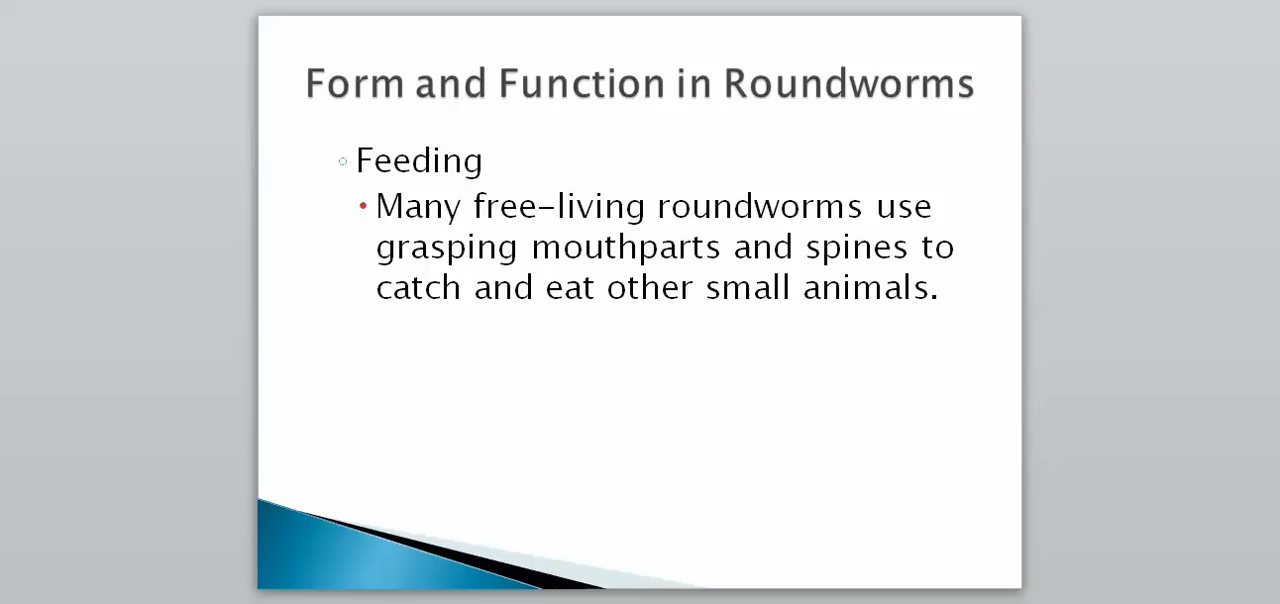 Form and Function in Roundworms
Feeding
Many free-living roundworms use
grasping mouthparts and spines to
catch and eat other small animals.